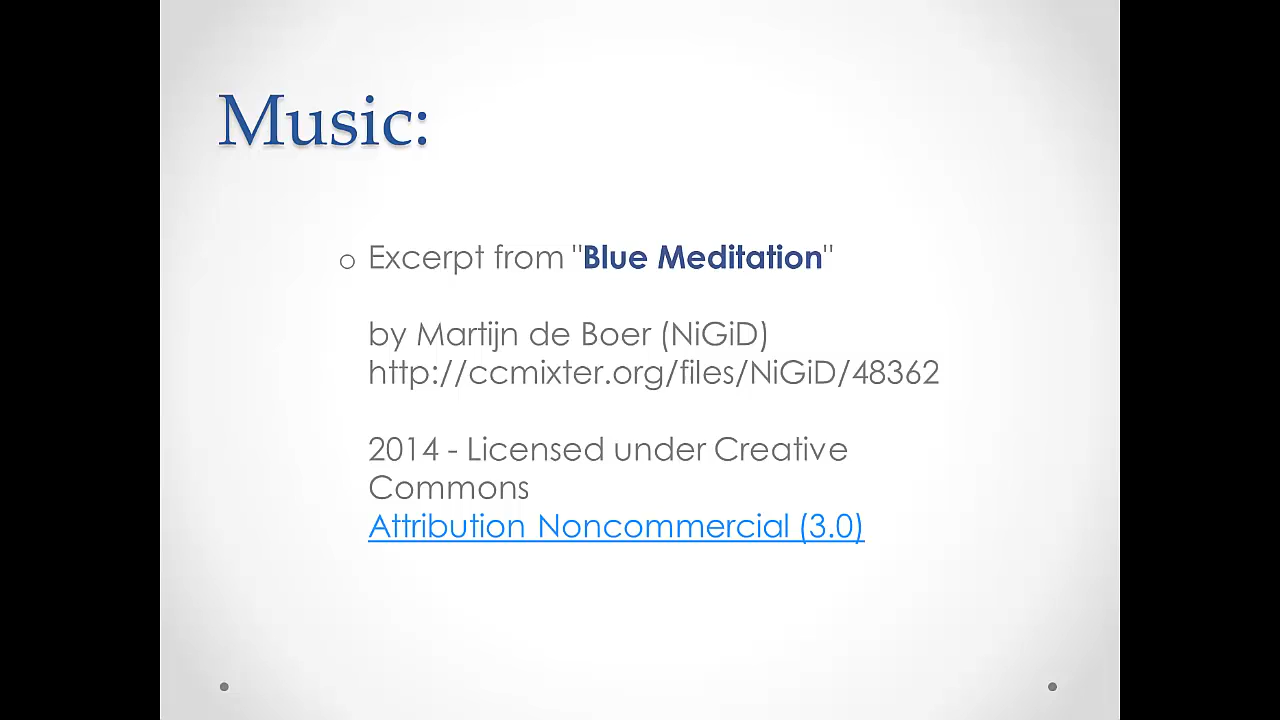 Music:
Excerpt from "Blue Meditation"
by Martijn de Boer (NiGiD)
http://ccmixter.org/files/NiGiD/48362
2014 - Licensed under Creative
Commons
Attribution Noncommercial (3.0)